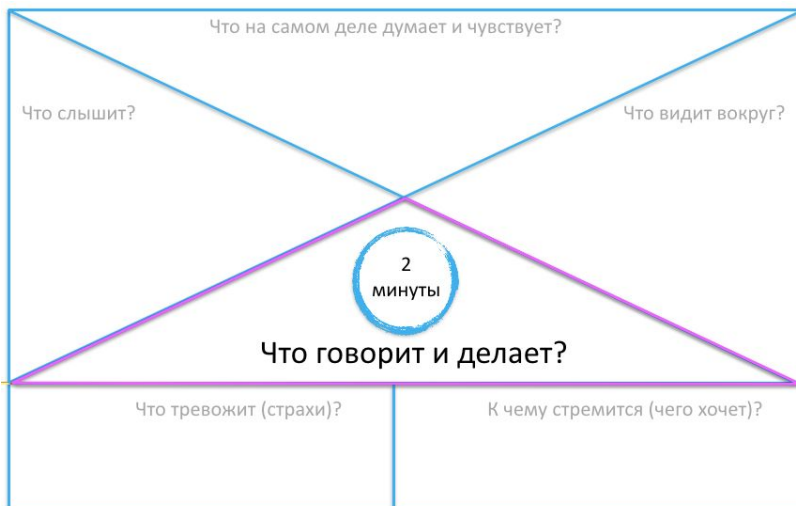 Что на самом деле думает и чувствует?
Что слышит?
Что видит вокруг?
2
минуты
Что говорит и делает?
Что тревожит (страхи)?
К чему стремится (чего хочет)?